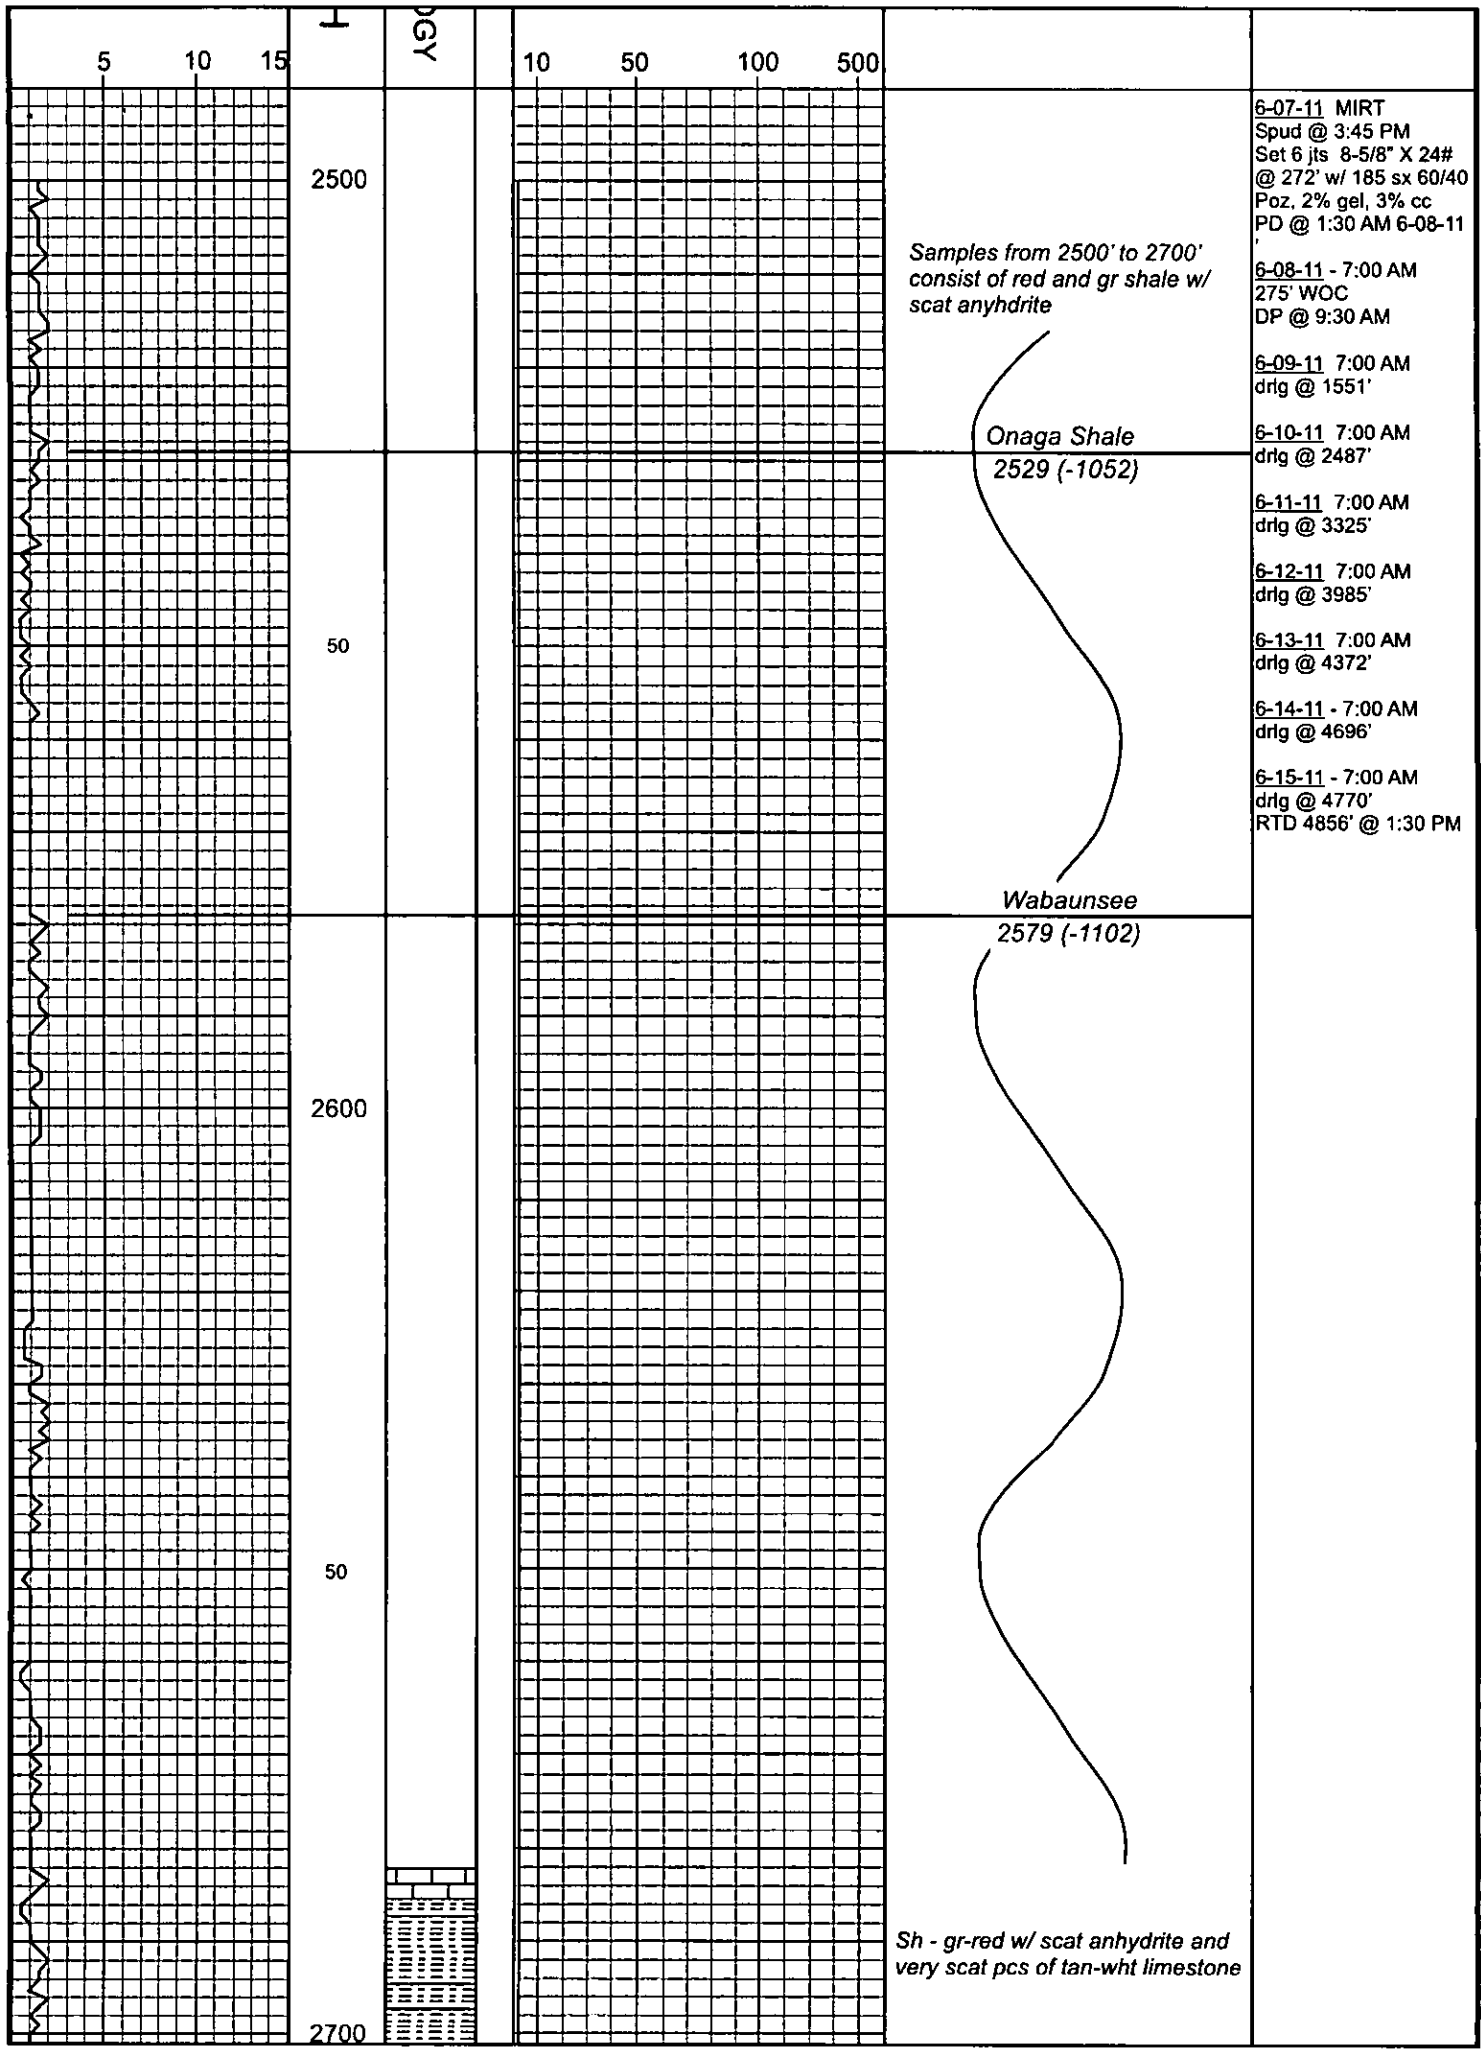 H
OGY
5 10 15
10 50 100 500
2500
50
2600
50
2700
Samples from 2500' to 2700'
consist of red and gr shale w/
scat anyhdrite
Onaga Shale
2529 (-1052)
Wabaunsee
2579 (-1102)
Sh - gr-red w/ scat anhydrite and
very scat pcs of tan-wht limestone
6-07-11 MIRT
Spud @ 3:45 PM
Set 6 jts 8-5/8" X 24#
@ 272' w/ 185 sx 60/40
Poz, 2% gel, 3% cc
PD @ 1:30 AM 6-08-11
'
6-08-11 - 7:00 AM
275' WOC
DP @ 9:30 AM
6-09-11 7:00 AM
drlg @ 1551'
6-10-11 7:00 AM
drlg @ 2487'
6-11-11 7:00 AM
drlg @ 3325'
6-12-11 7:00 AM
drlg @ 3985'
6-13-11 7:00 AM
drlg @ 4372'
6-14-11 - 7:00 AM
drlg @ 4696'
6-15-11 - 7:00 AM
drlg @ 4770'
RTD 4856' @ 1:30 PM